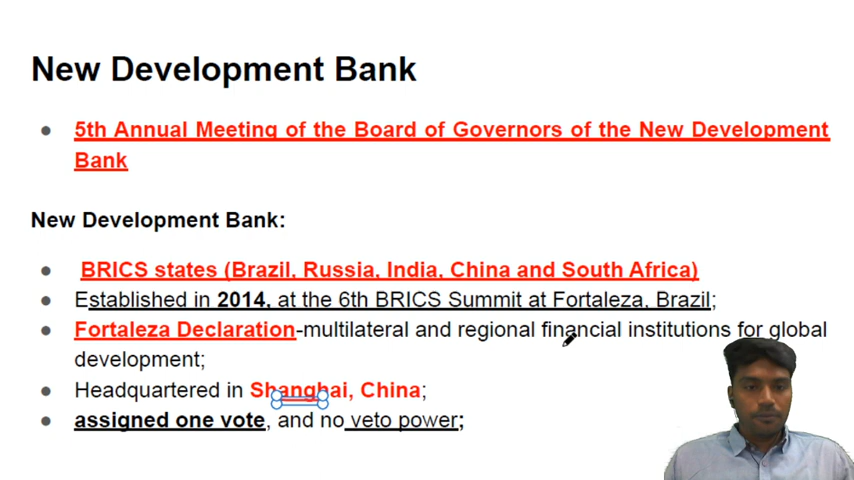 New Development Bank
● 5th Annual Meeting of the Board of Governors of the New Development
Bank
New Development Bank:
● BRICS states (Brazil, Russia, India, China and South Africa)
● Established in 2014, at the 6th BRICS Summit at Fortaleza, Brazil;
● Fortaleza Declaration-multilateral and regional financial institutions for global
development;
● Headquartered in Shanghai, China;
● assigned one vote, and no veto power;